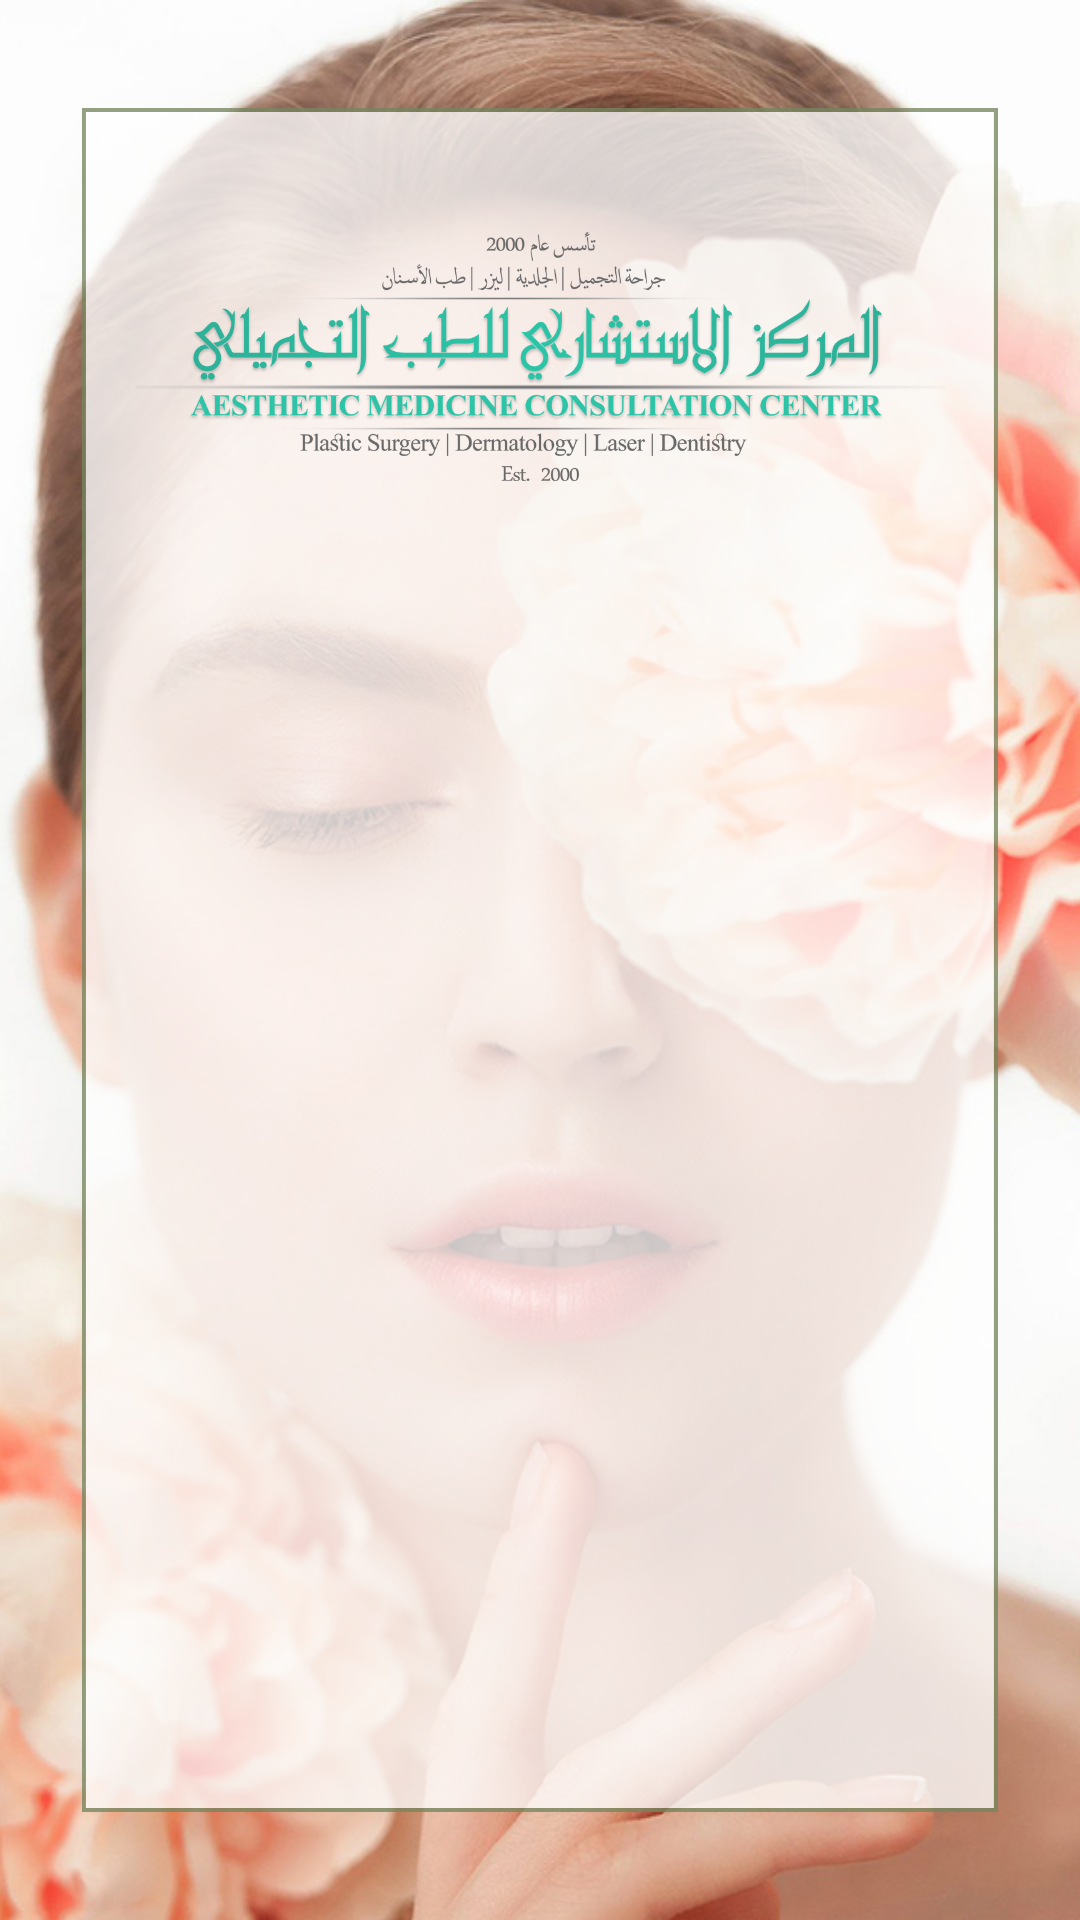 تأسس عام 2000
جراحة التجميل | الجلدية | ليزر | طب الأسنان
المركز الاستشاري للطب التجميلي
AESTHETIC MEDICINE CONSULTATION CENTER
Plastic Surgery | Dermatology | Laser | Dentistry
Est. 2000